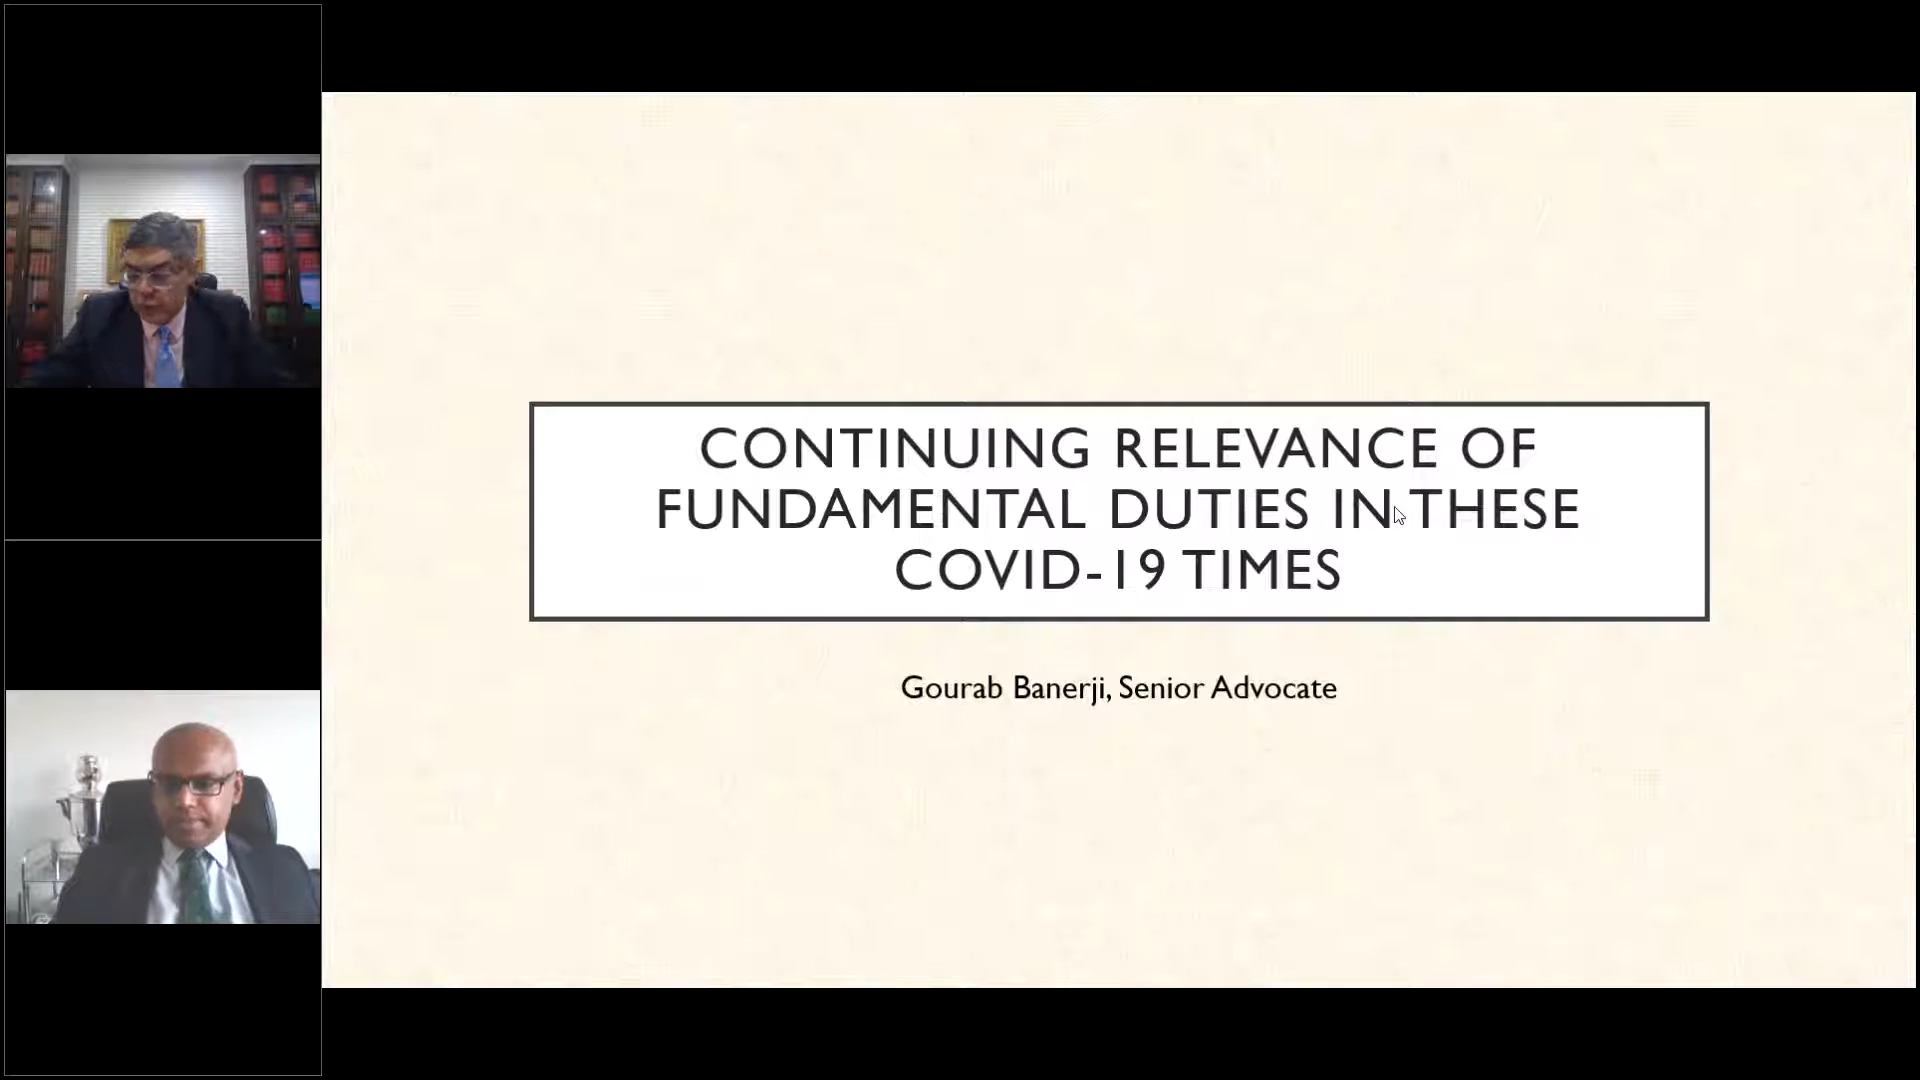 CONTINUING RELEVANCE OF
FUNDAMENTAL DUTIES IN THESE
COVID-19 TIMES
Gourab Banerji, Senior Advocate